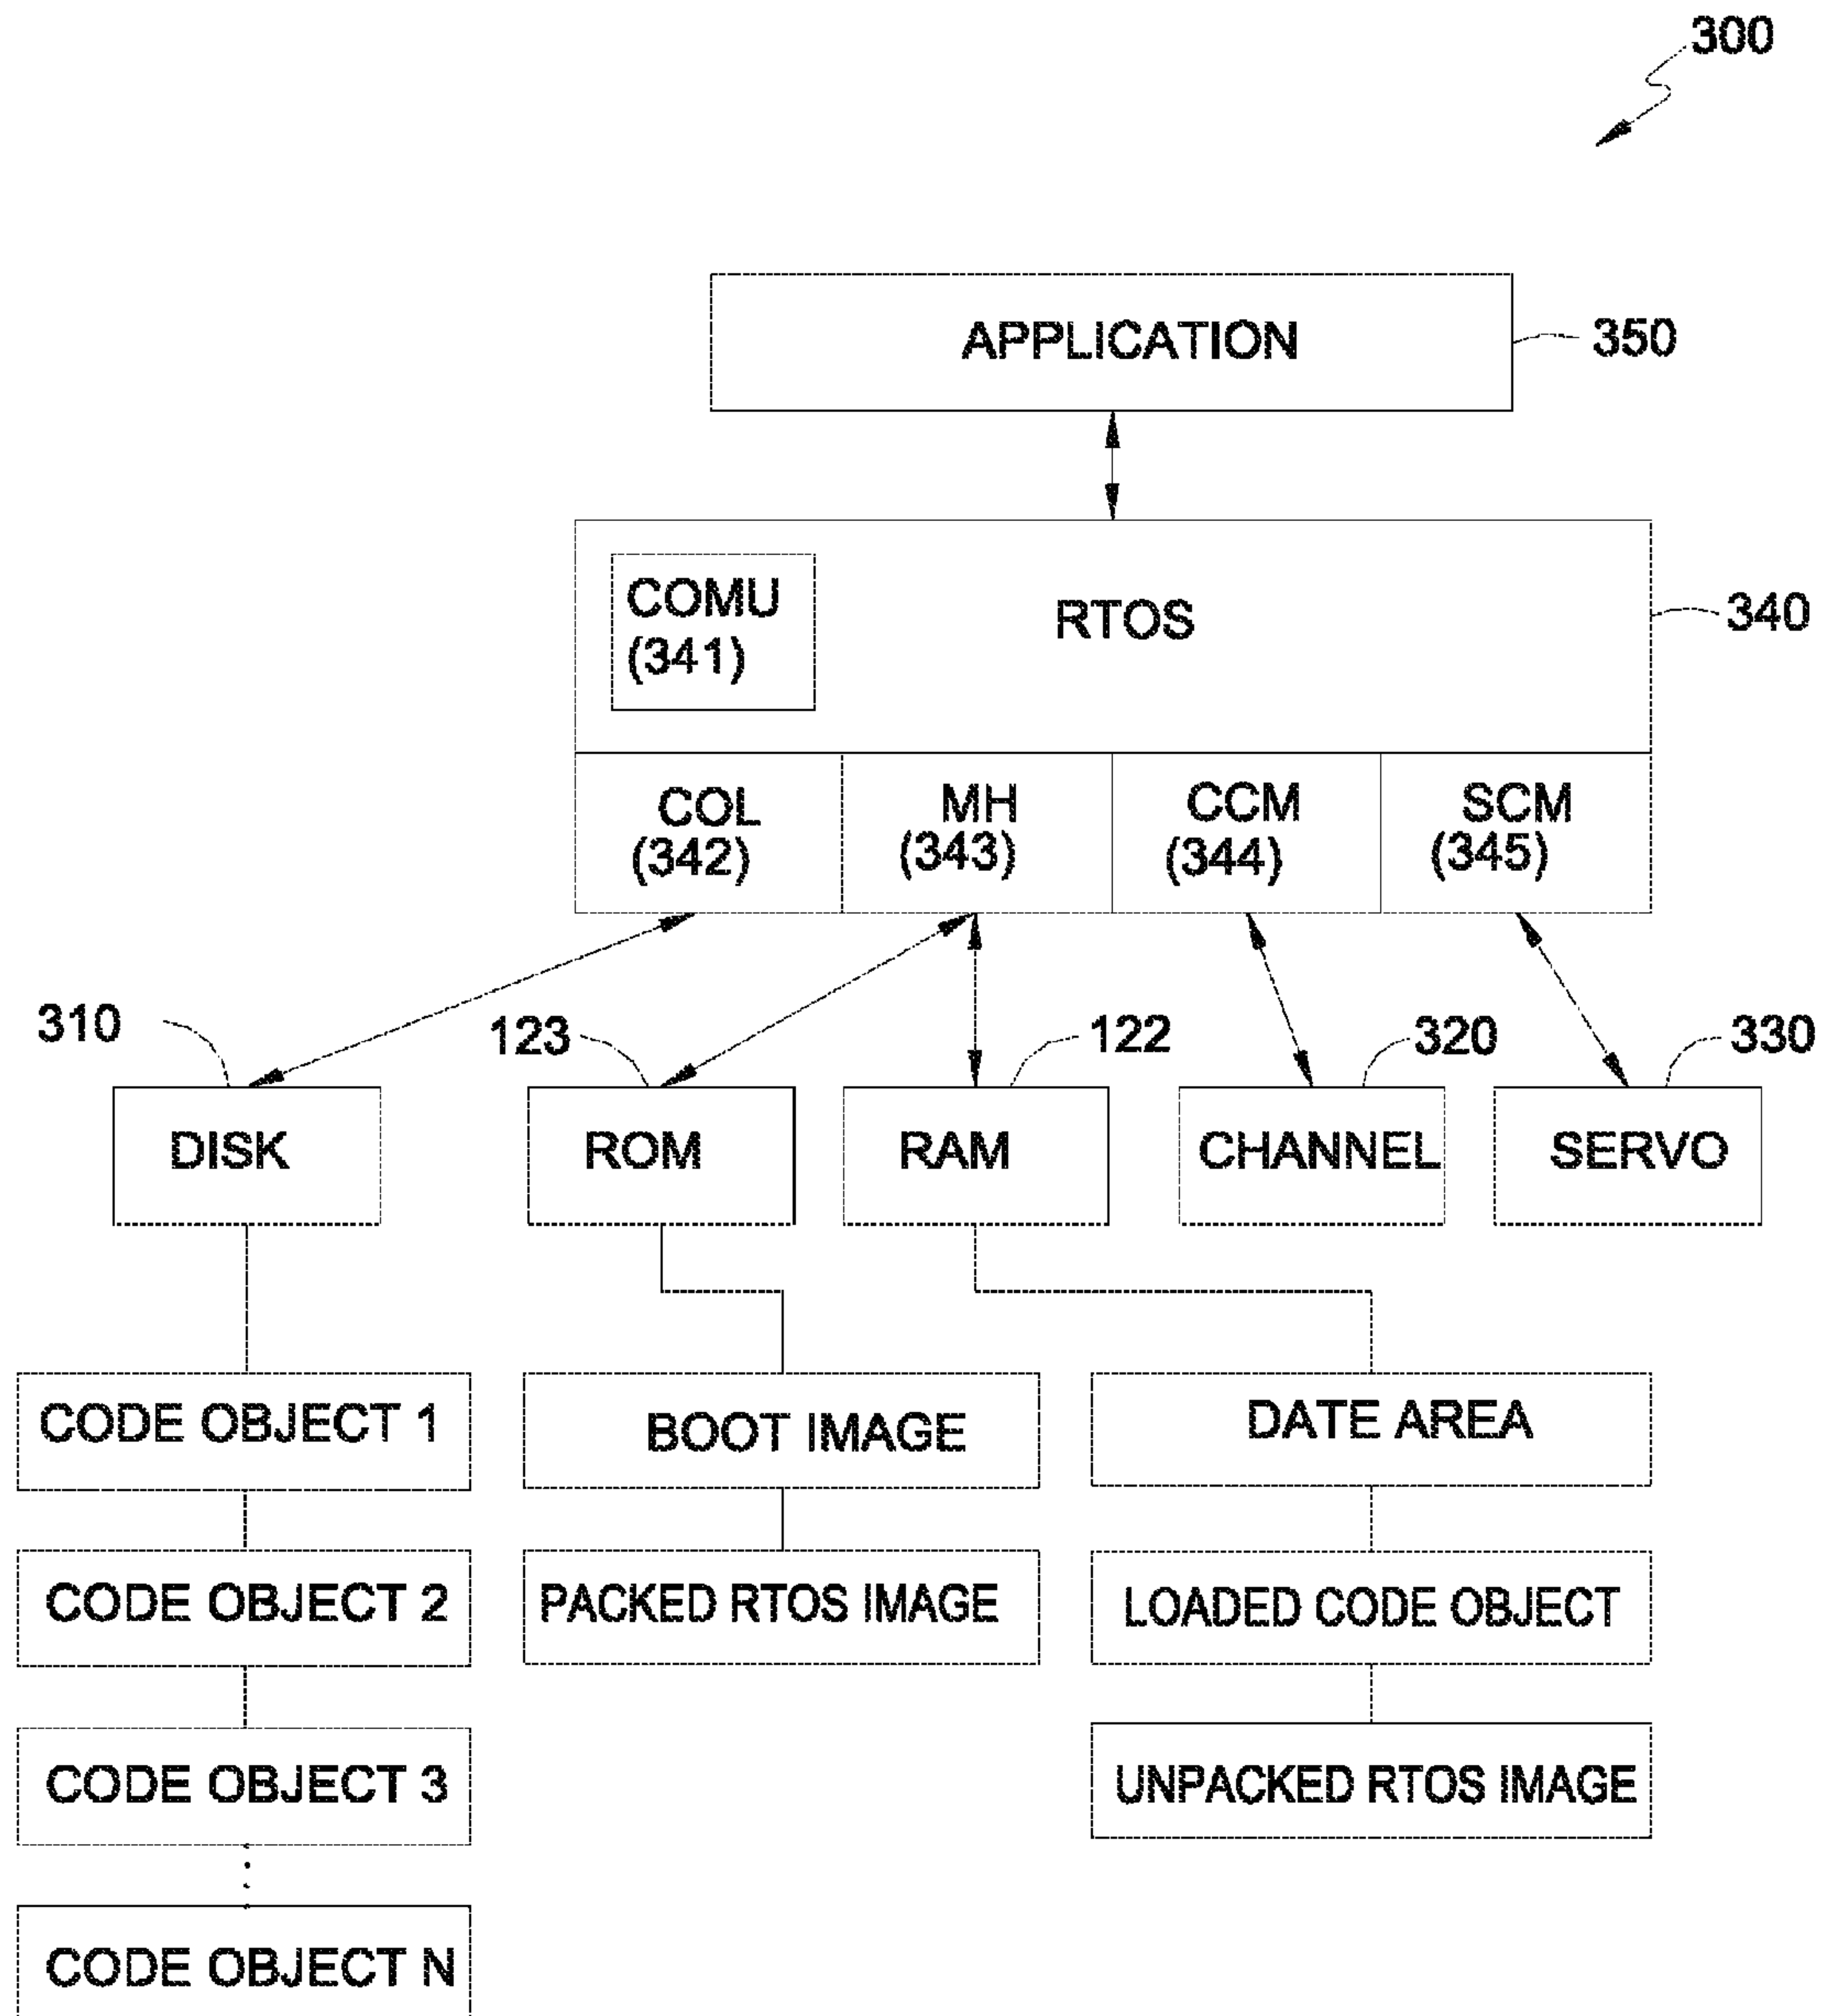 300
APPLICATION
350
COMU
(341)
RTOS
340
COL
(342)
MH
(343)
CCM
(344)
SCM
(345)
310
123
122
320
330
DISK
ROM
RAM
CHANNEL
SERVO
CODE OBJECT 1
BOOT IMAGE
DATE AREA
CODE OBJECT 2
PACKED RTOS IMAGE
LOADED CODE OBJECT
CODE OBJECT 3
UNPACKED RTOS IMAGE
CODE OBJECT N